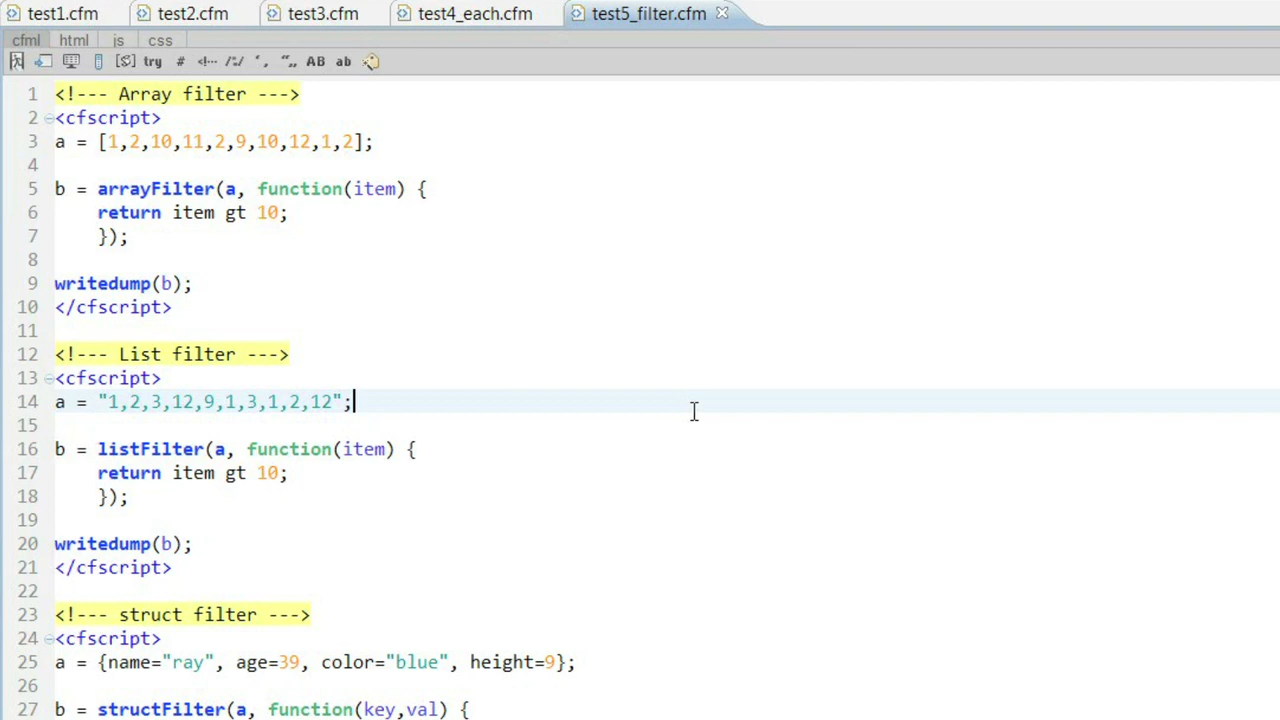 test1.cfm test2.cfm test3.cfm test4_each.cfm test5_filter.cfm
cfml html js css
try # AB ab
1 <!--- Array filter --->
2 <cfscript>
3 a = [1,2,10,11,2,9,10,12,1,2];
4
5 b = arrayFilter(a, function(item) {
6 return item gt 10;
7 });
8
9 writedump(b);
10 </cfscript>
11
12 <!--- List filter --->
13 <cfscript>
14 a = "1,2,3,12,9,1,3,1,2,12";
15
16 b = listFilter(a, function(item) {
17 return item gt 10;
18 });
19
20 writedump(b);
21 </cfscript>
22
23 <!--- struct filter --->
24 <cfscript>
25 a = {name="ray", age=39, color="blue", height=9};
26
27 b = structFilter(a, function(key,val) {